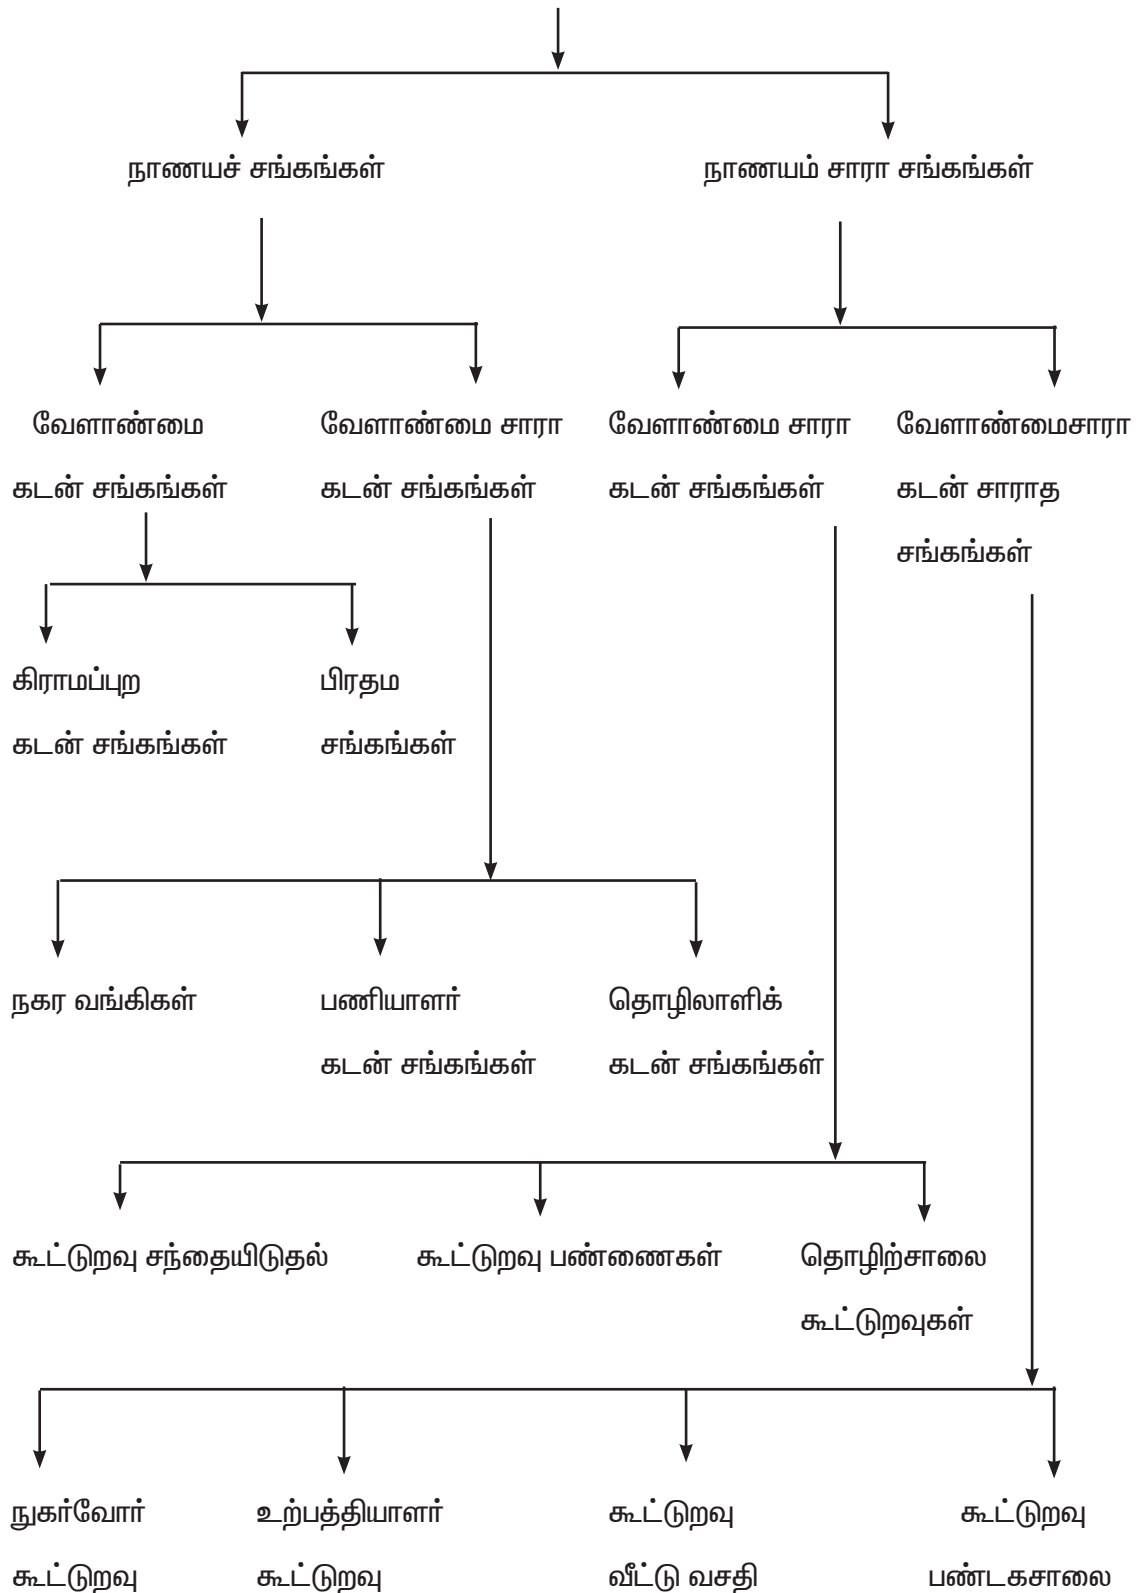 நாணயச் சங்கங்கள்
நாணயம் சாரா சங்கங்கள்
வேளாண்மை
கடன் சங்கங்கள்
வேளாண்மை சாரா
கடன் சங்கங்கள்
வேளாண்மை சாரா
கடன் சங்கங்கள்
வேளாண்மைசாரா
கடன் சாராத
சங்கங்கள்
கிராமப்புற
கடன் சங்கங்கள்
பிரதம
சங்கங்கள்
நகர வங்கிகள்
பணியாளர்
கடன் சங்கங்கள்
தொழிலாளிக்
கடன் சங்கங்கள்
கூட்டுறவு சந்தையிடுதல்
கூட்டுறவு பண்ணைகள்
தொழிற்சாலை
கூட்டுறவுகள்
நுகர்வோர்
கூட்டுறவு
உற்பத்தியாளர்
கூட்டுறவு
கூட்டுறவு
வீட்டு வசதி
கூட்டுறவு
பண்டகசாலை